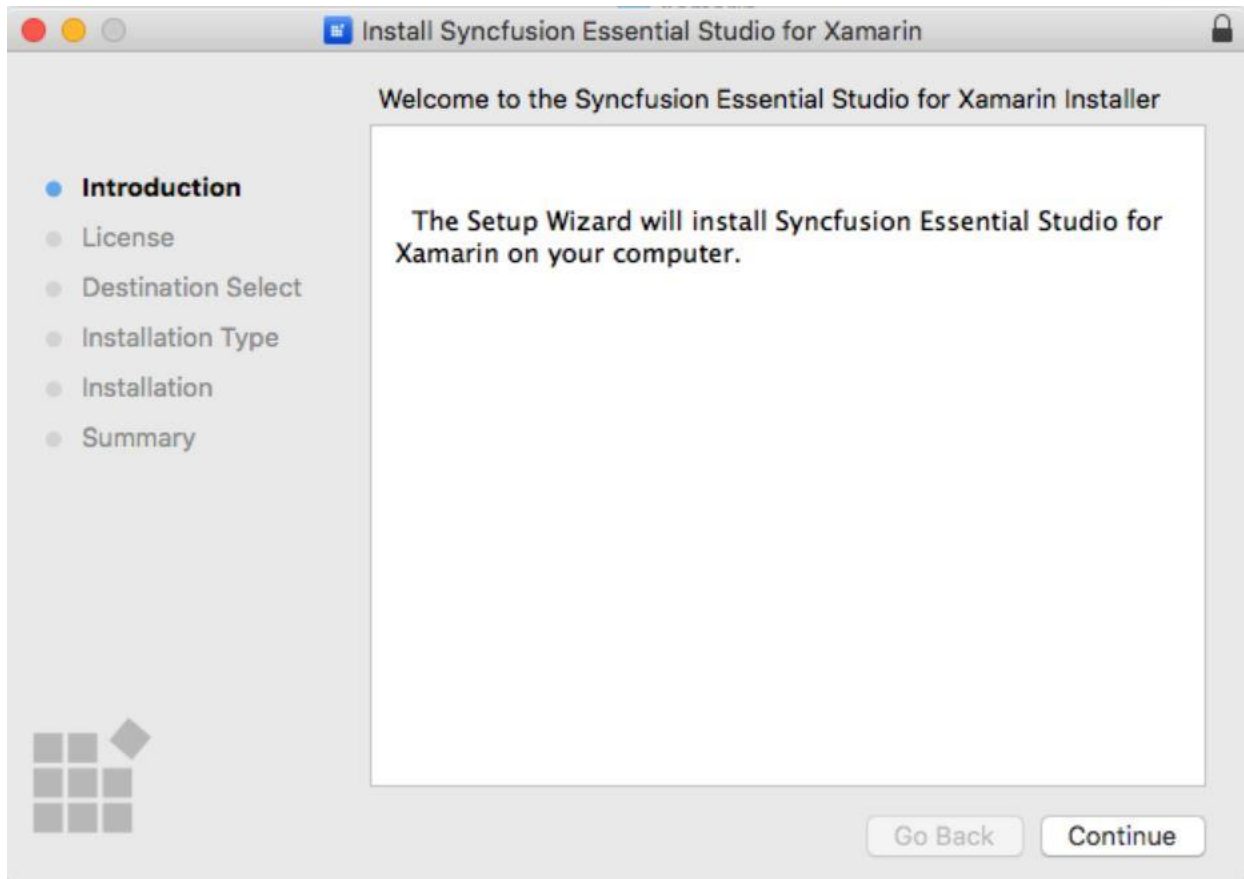 Install Syncfusion Essential Studio for Xamarin
Welcome to the Syncfusion Essential Studio for Xamarin Installer
Introduction
License
Destination Select
Installation Type
Installation
Summary
The Setup Wizard will install Syncfusion Essential Studio for
Xamarin on your computer.
Go Back
Continue